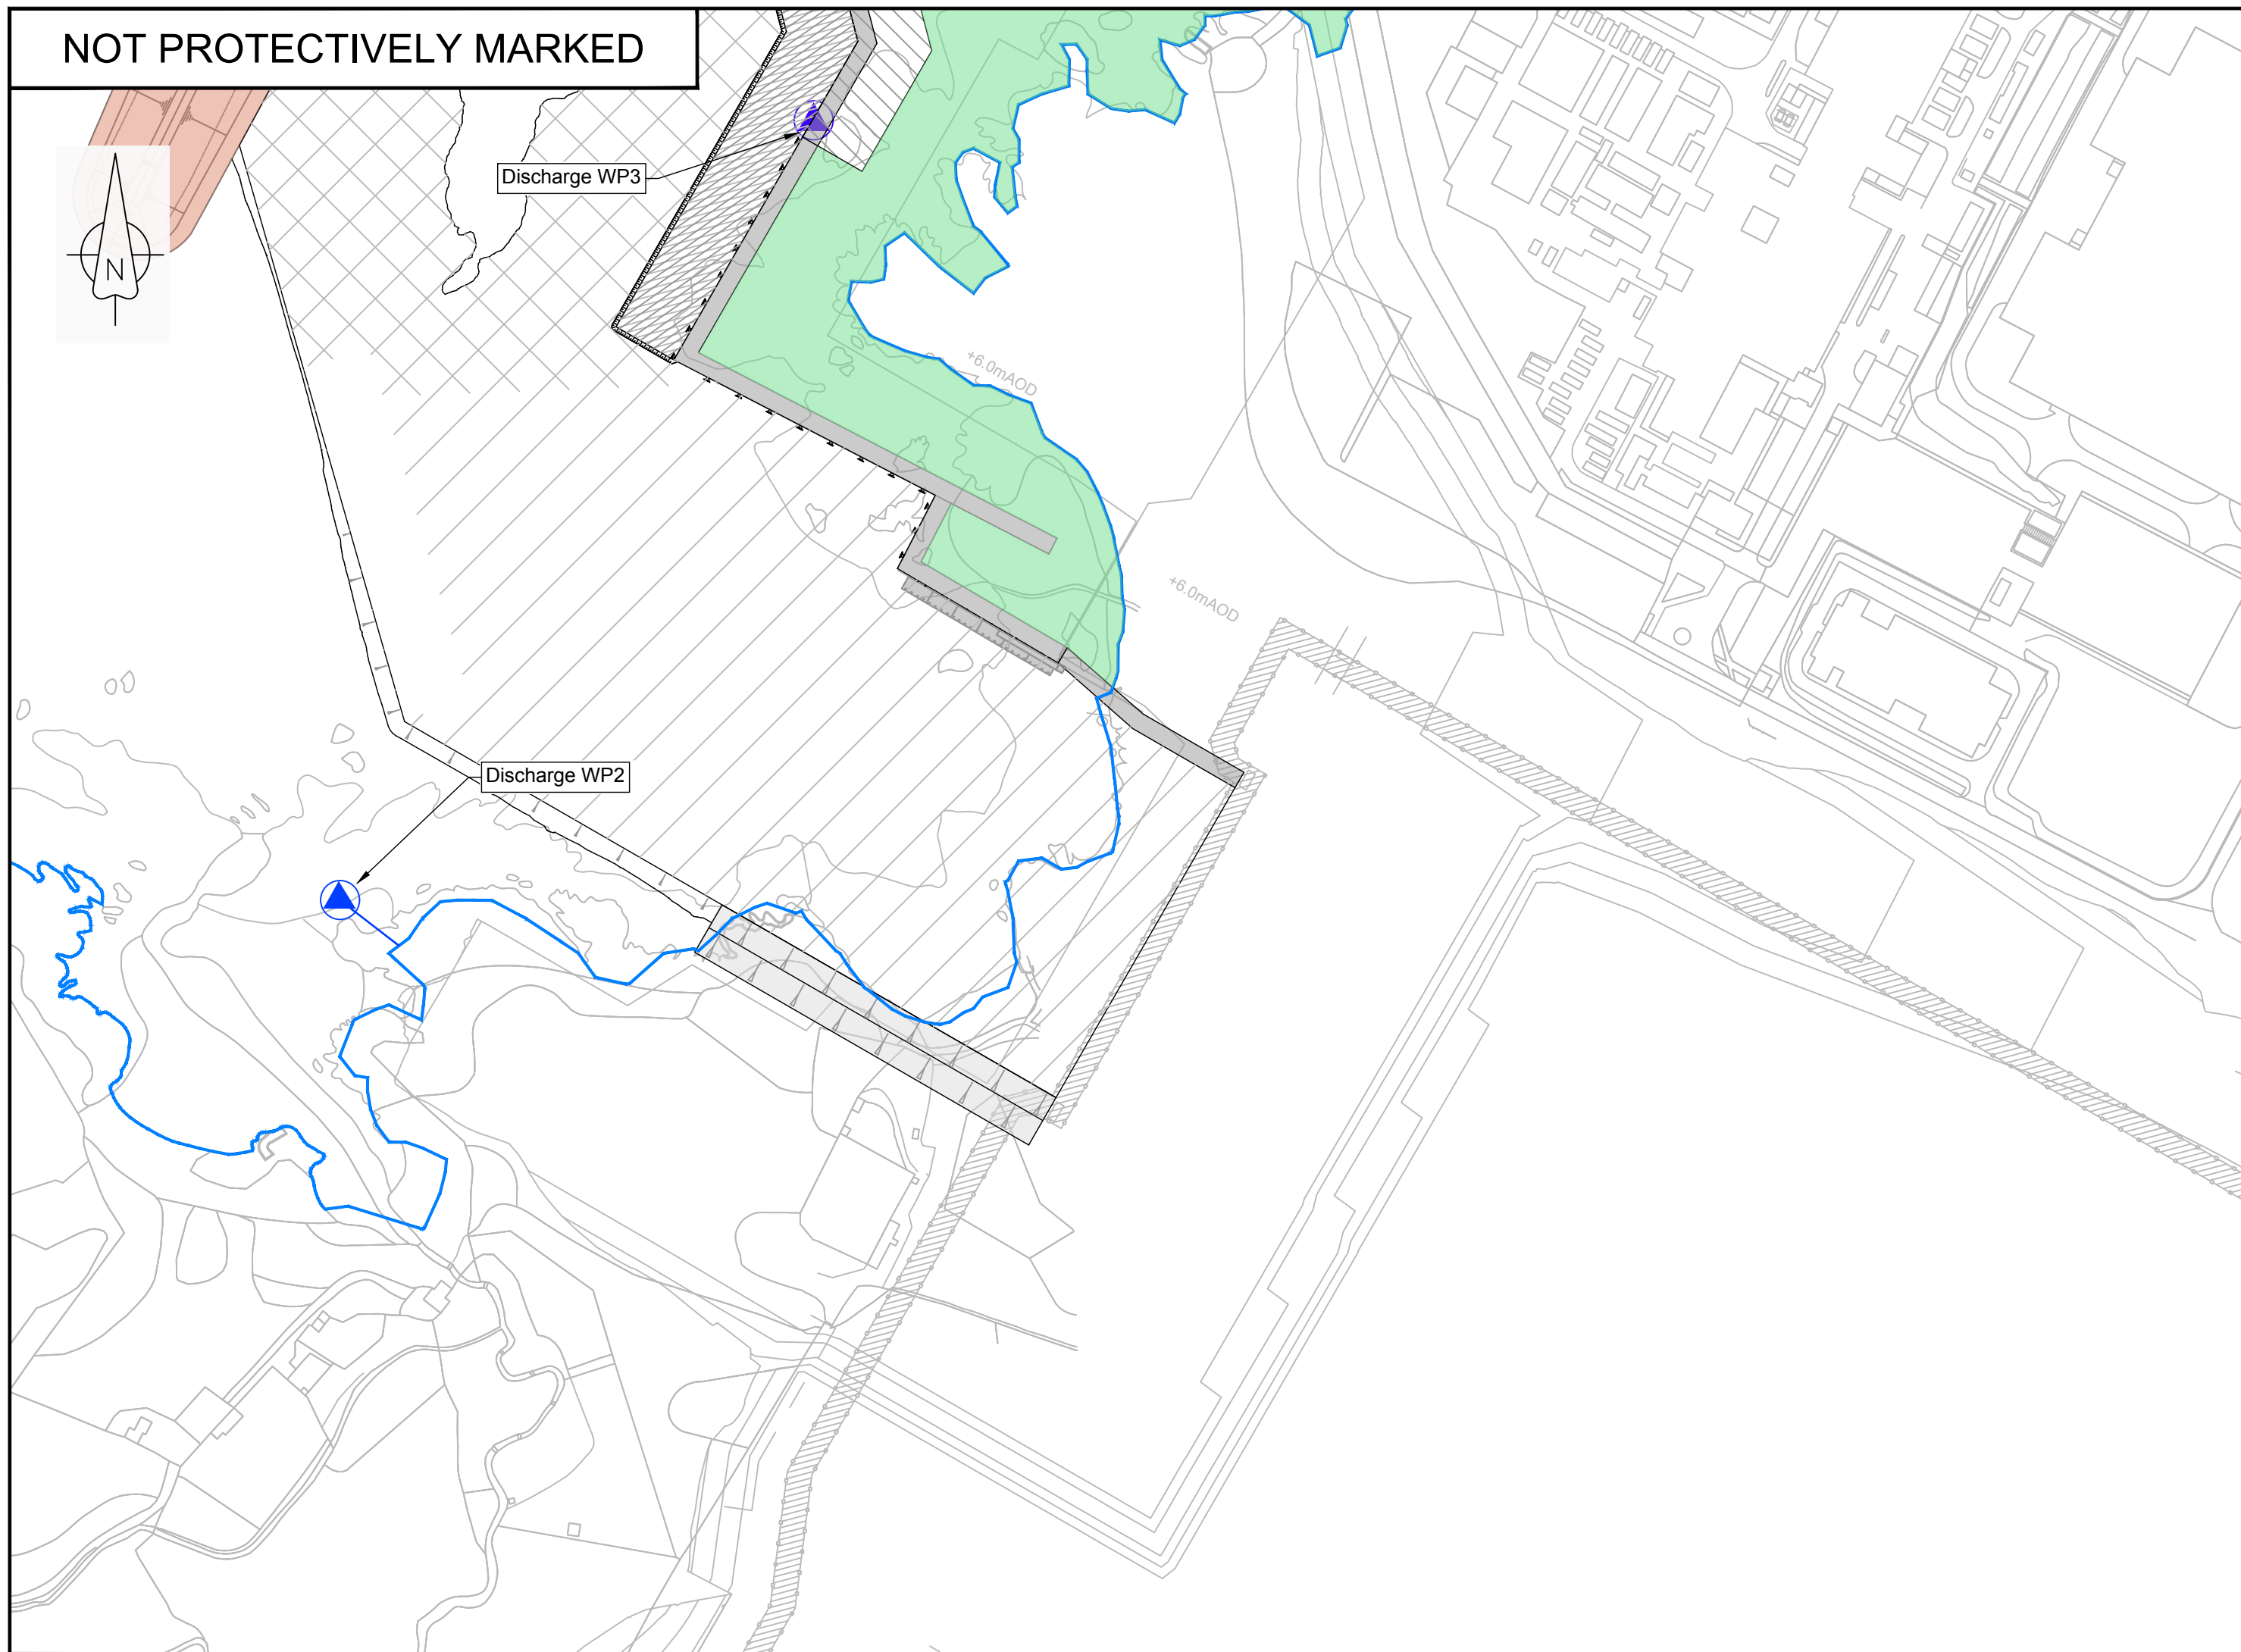 NOT PROTECTIVELY MARKED
Discharge WP3
N
+6.0mAOD
+6.0mAOD
Discharge WP2